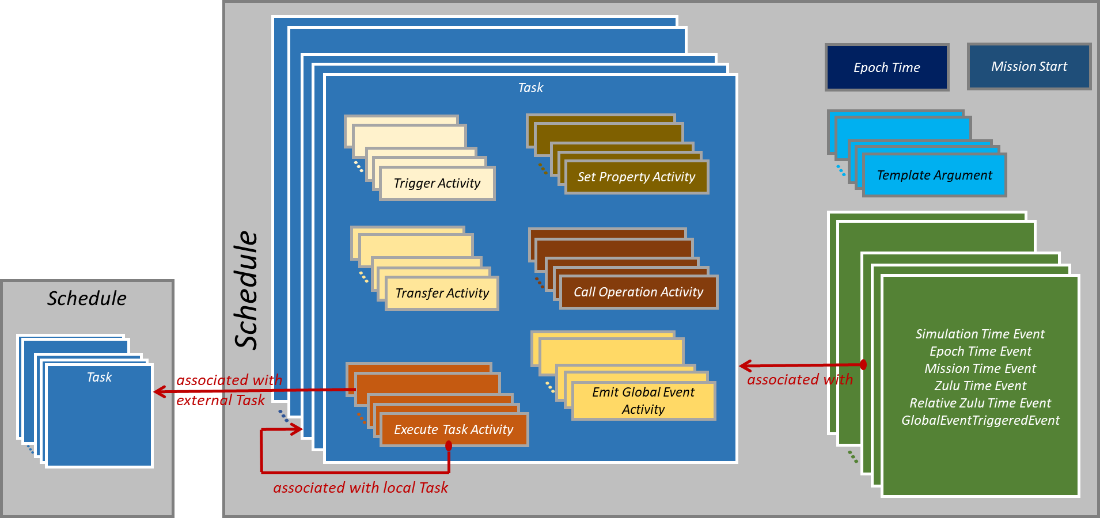 Schedule
Task
associated with
external Task
Schedule
Task
Trigger Activity
Set Property Activity
Transfer Activity
Call Operation Activity
Execute Task Activity
Emit Global Event
Activity
associated with local Task
associated with
Epoch Time
Mission Start
Template Argument
Simulation Time Event
Epoch Time Event
Mission Time Event
Zulu Time Event
Relative Zulu Time Event
GlobalEventTriggeredEvent